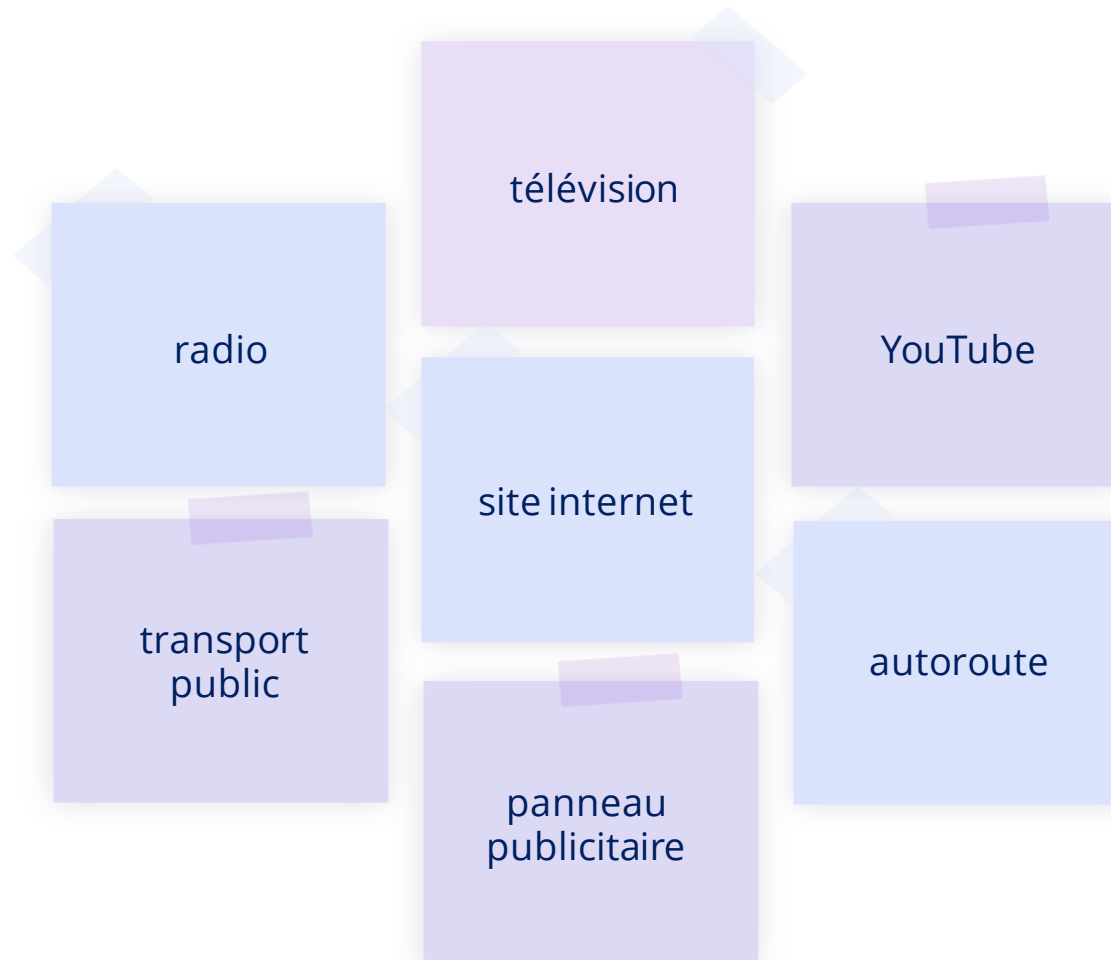 télévision
radio
YouTube
site internet
transport
public
autoroute
panneau
publicitaire